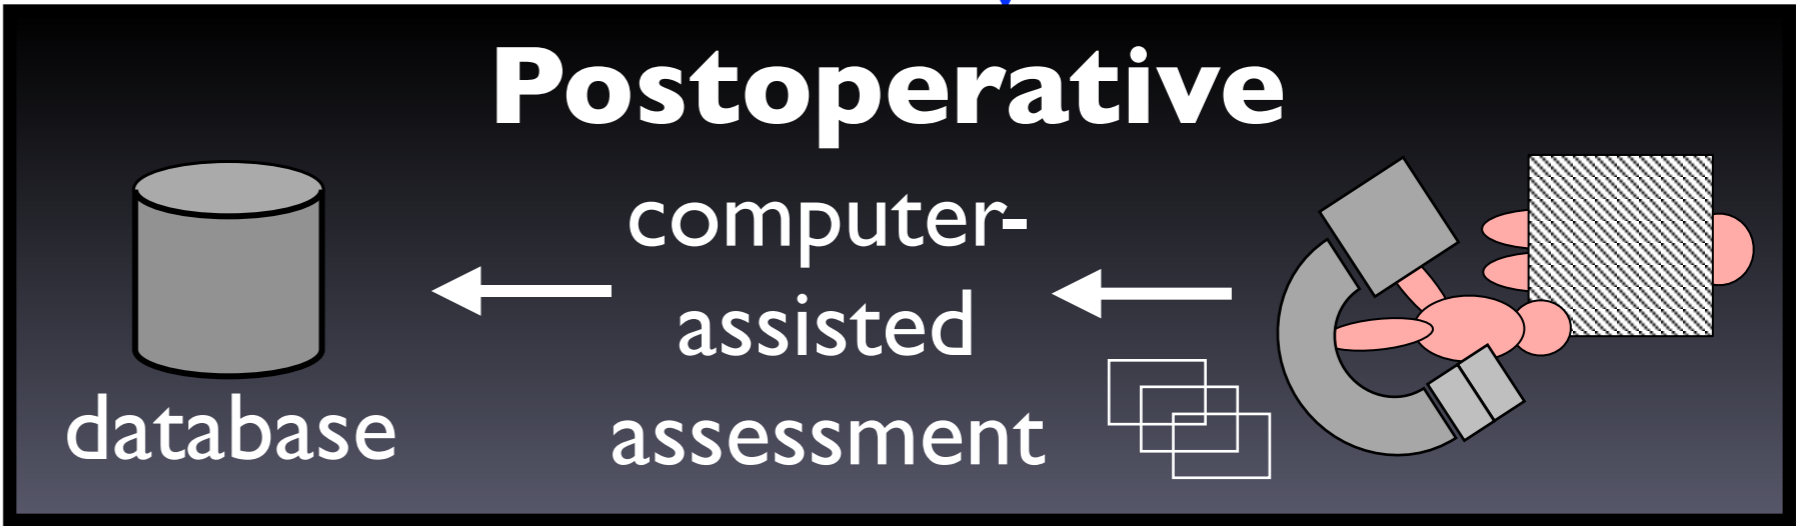 Postoperative
computer-
assisted
assessment
database